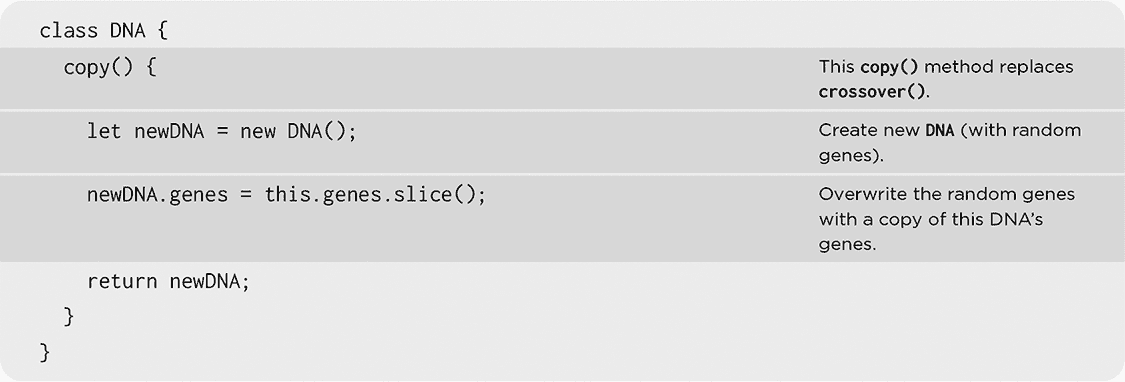 class DNA {
copy() {
This copy() method replaces
crossover().
let newDNA = new DNA();
Create new DNA (with random
genes).
newDNA.genes = this.genes.slice();
Overwrite the random genes
with a copy of this DNA’s
genes.
return newDNA;
}
}